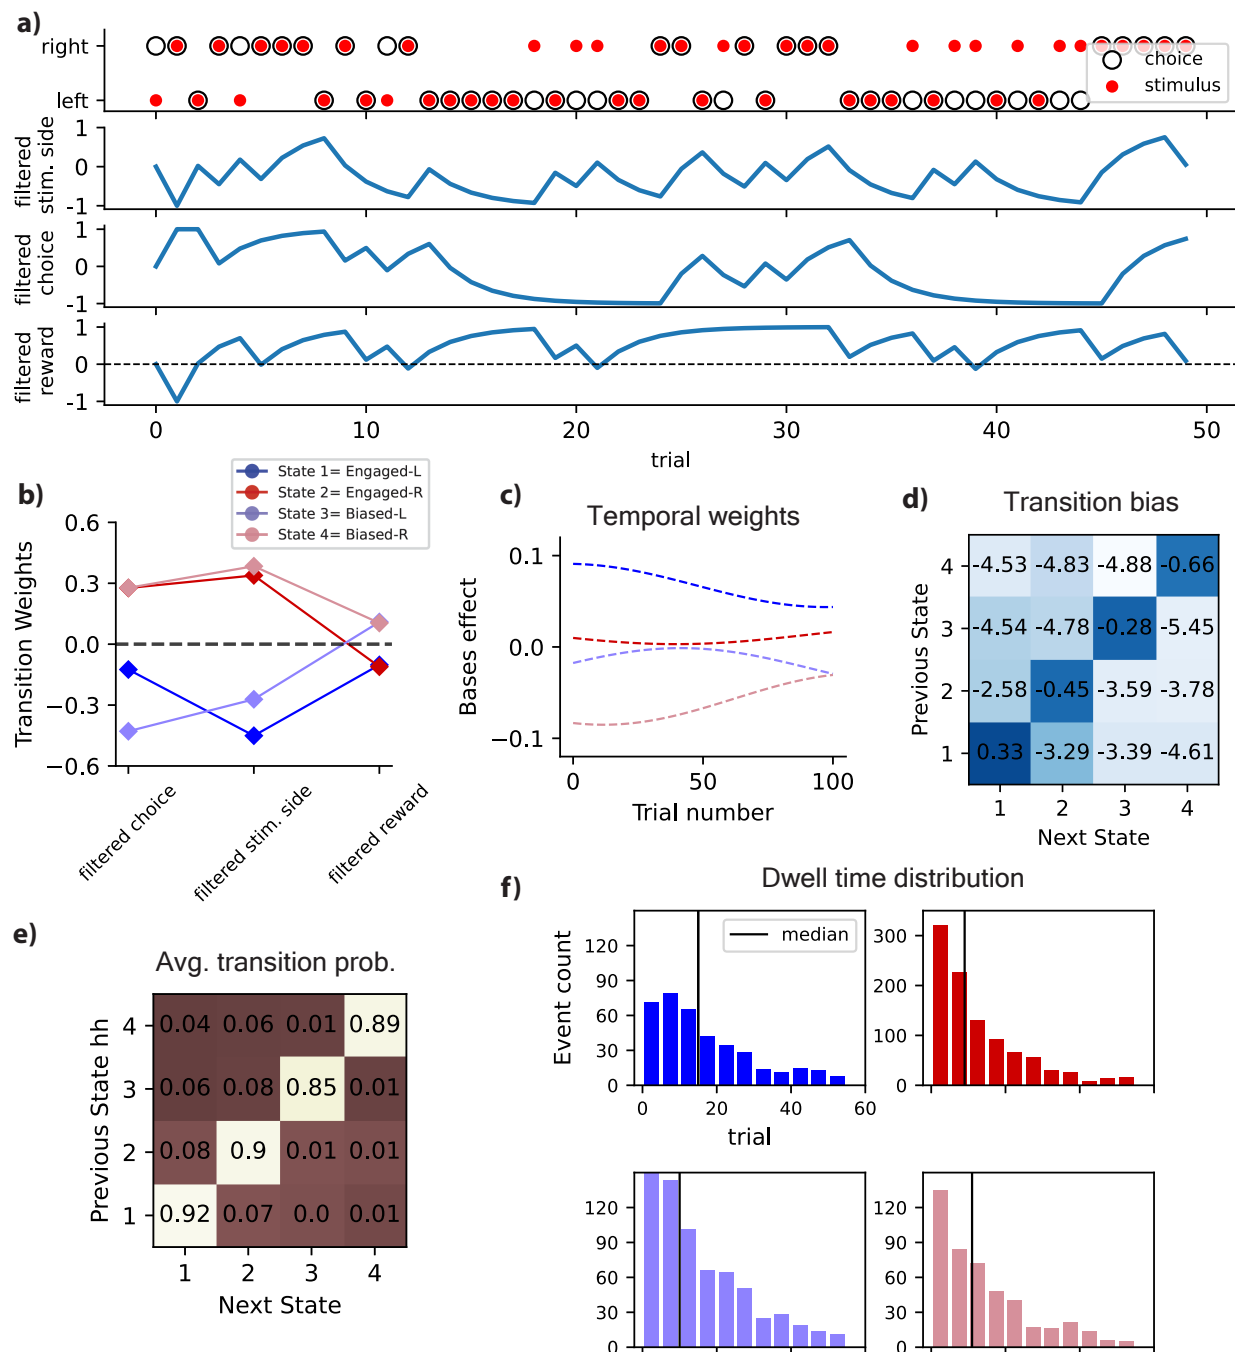 a)
right
left
choice
stimulus
filtered
stim. side
1
0
-1
filtered
choice
1
0
-1
filtered
reward
1
0
-1
0 10 20 30 40 50
trial
b)
State 1= Engaged-L
State 2= Engaged-R
State 3= Biased-L
State 4= Biased-R
Transition Weights
0.6
0.3
0.0
−0.3
−0.6
filtered choice
filtered stim. side
filtered reward
c)
Temporal weights
Bases effect
0.1
0.0
−0.1
0 50 100
Trial number
d)
Transition bias
Previous State
4 -4.53 -4.83 -4.88 -0.66
3 -4.54 -4.78 -0.28 -5.45
2 -2.58 -0.45 -3.59 -3.78
1 0.33 -3.29 -3.39 -4.61
1 2 3 4
Next State
e)
Avg. transition prob.
Previous State hh
4 0.04 0.06 0.01 0.89
3 0.06 0.08 0.85 0.01
2 0.08 0.9 0.01 0.01
1 0.92 0.07 0.0 0.01
1 2 3 4
Next State
f)
Dwell time distribution
median
Event count
120
90
60
30
0
0 20 40 60
trial
300
200
100
0
120
90
60
30
0
120
90
60
30
0